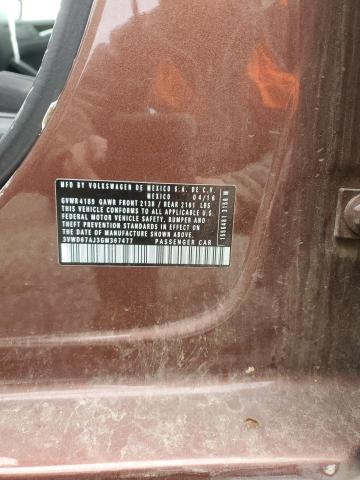 MFD BY VOLKSWAGEN DE MEXICO S.A. DE C.V.
MEXICO 04/16
GVWR 4189 GAWR FRONT 2138 / REAR 2161 LBS
THIS VEHICLE CONFORMS TO ALL APPLICABLE U.S.
FEDERAL MOTOR VEHICLE SAFETY, BUMPER AND
THEFT PREVENTION STANDARDS IN EFFECT ON THE
DATE OF MANUFACTURE SHOWN ABOVE.
3VWD67AJ3GM367477 PASSENGER CAR